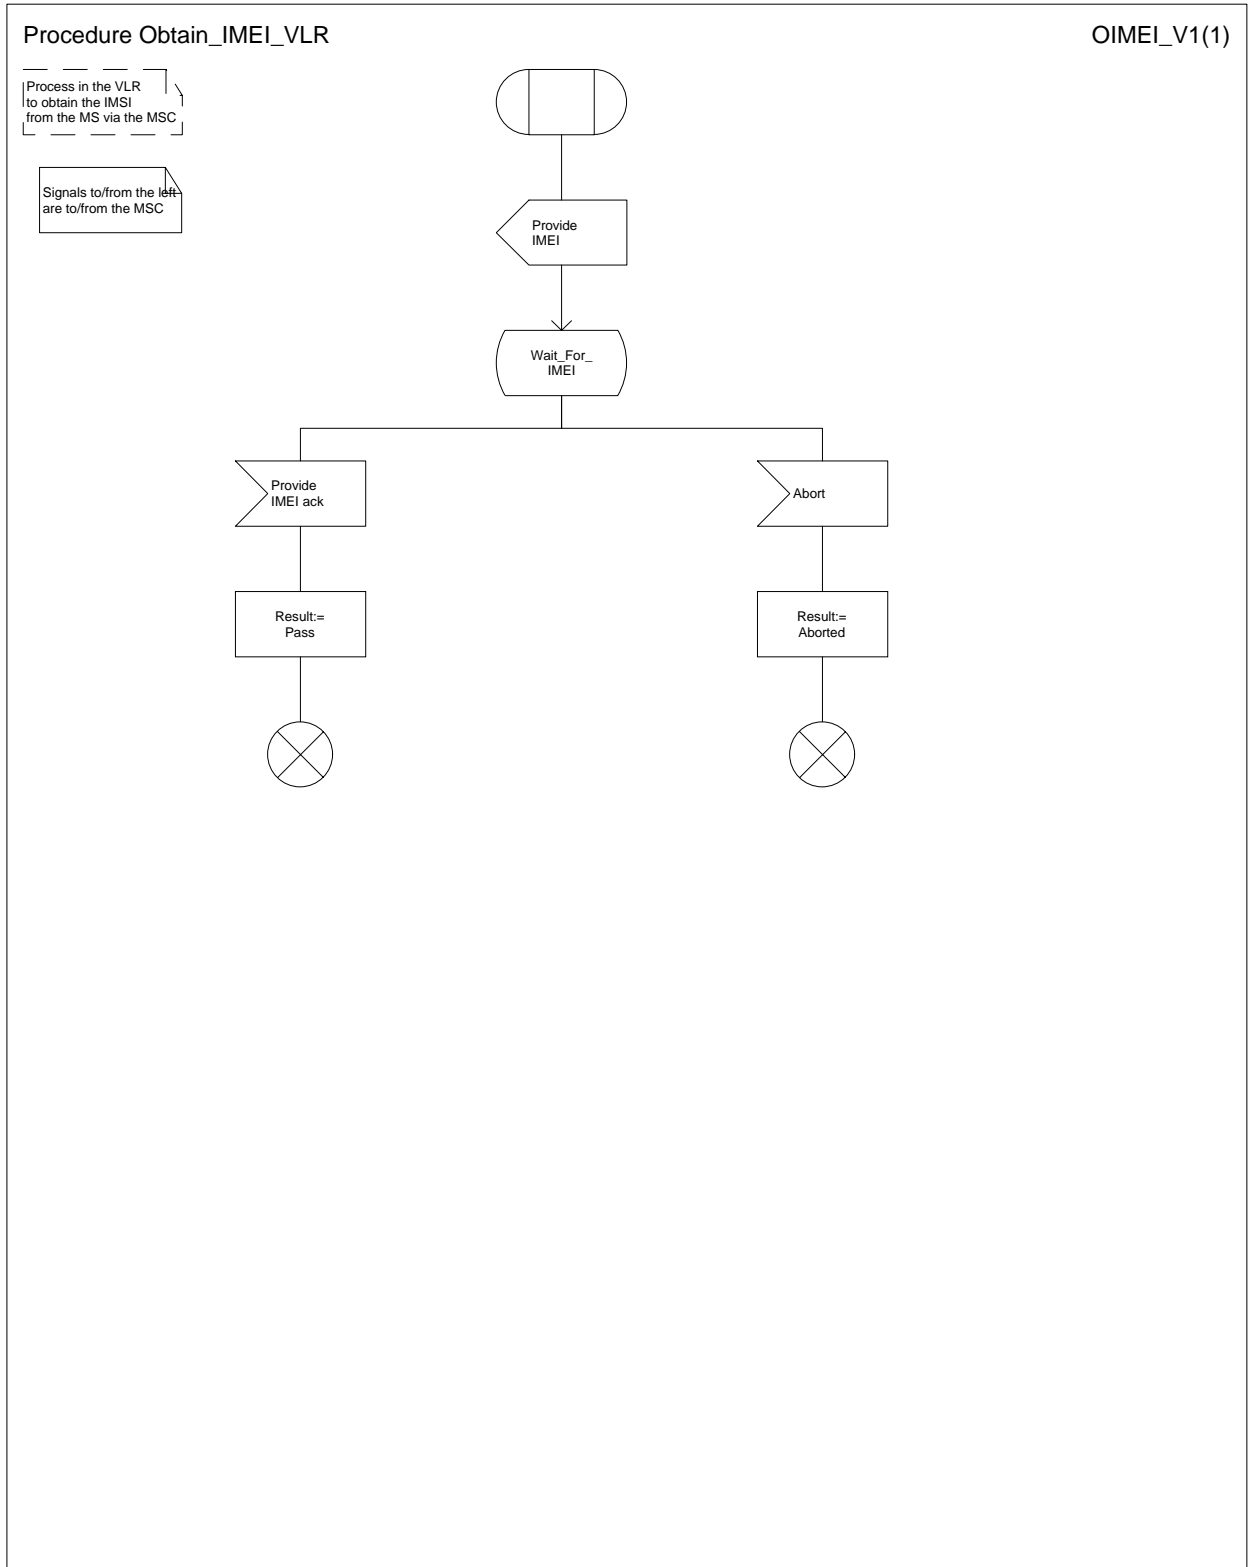 Procedure Obtain_IMEI_VLR
OIMEI_V1(1)
Process in the VLR
to obtain the IMSI
from the MS via the MSC
Signals to/from the left
are to/from the MSC
Provide
IMEI
Wait_For_
IMEI
Provide
IMEI ack
Abort
Result:=
Pass
Result:=
Aborted